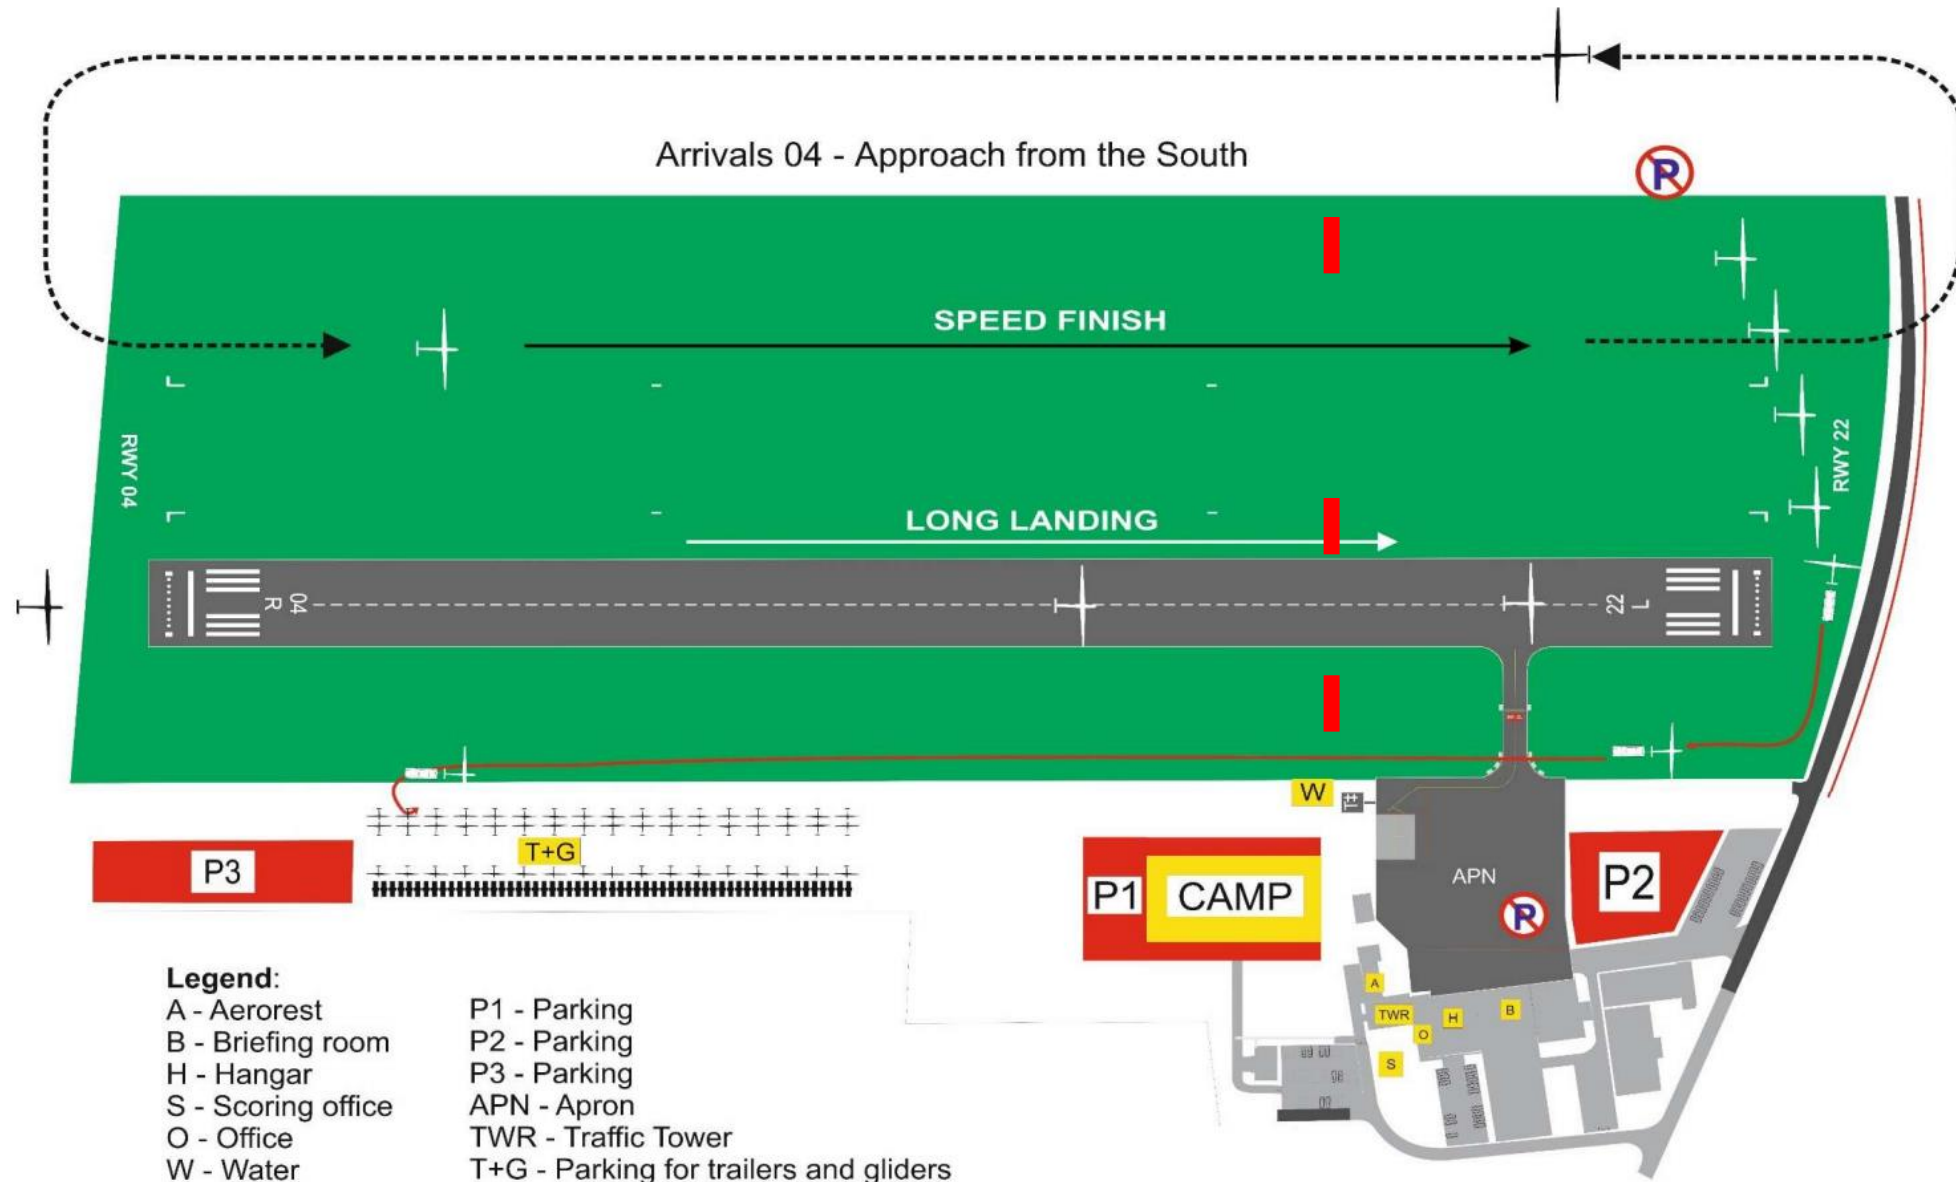 Arrivals 04 - Approach from the South
P
SPEED FINISH
RWY 04
RWY 22
LONG LANDING
04
R
22
L
W
T+G
P3
P1
CAMP
APN
P2
P
A
TWR
H
B
O
S
Legend:
A - Aerorest
B - Briefing room
H - Hangar
S - Scoring office
O - Office
W - Water
P1 - Parking
P2 - Parking
P3 - Parking
APN - Apron
TWR - Traffic Tower
T+G - Parking for trailers and gliders